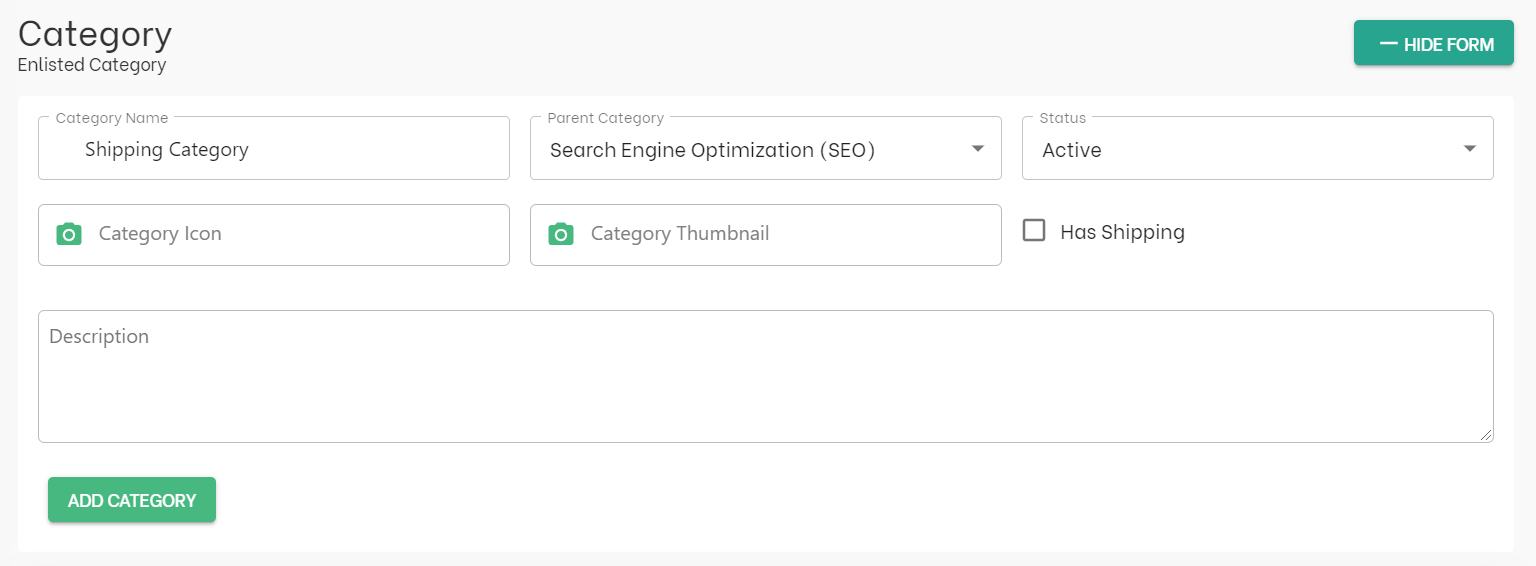 Category
Enlisted Category
HIDE FORM
Category Name
Shipping Category
Parent Category
Search Engine Optimization (SEO)
Status
Active
Category Icon
Category Thumbnail
Has Shipping
Description
ADD CATEGORY